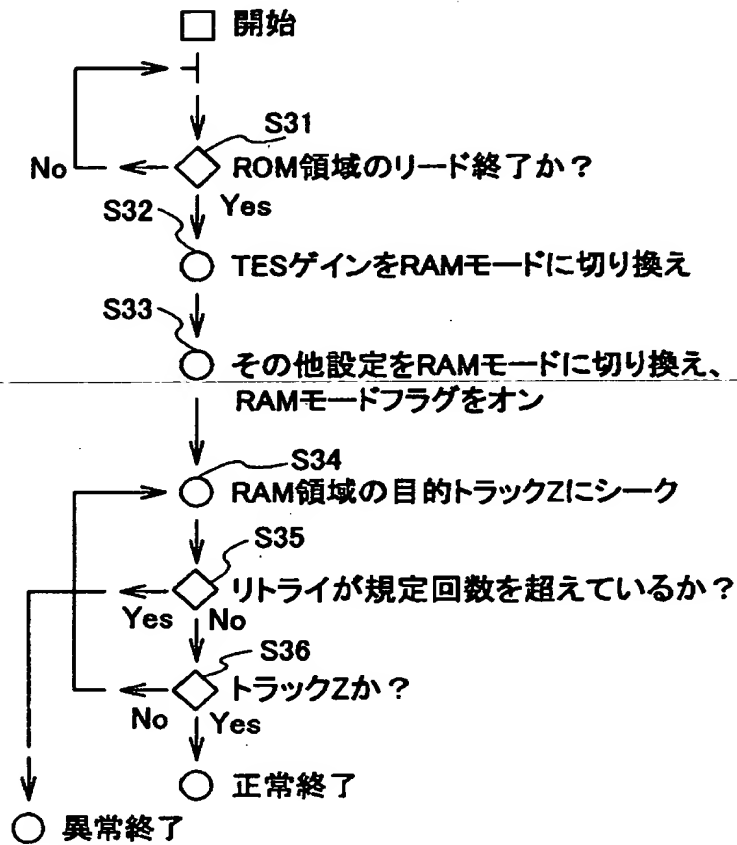 開始
S31
No
ROM領域のリード終了か？
Yes
S32
TESゲインをRAMモードに切り換え
S33
その他設定をRAMモードに切り換え、
RAMモードフラグをオン
S34
RAM領域の目的トラックZにシーク
S35
リトライが規定回数を超えているか？
Yes No
S36
トラックZか？
No Yes
正常終了
異常終了